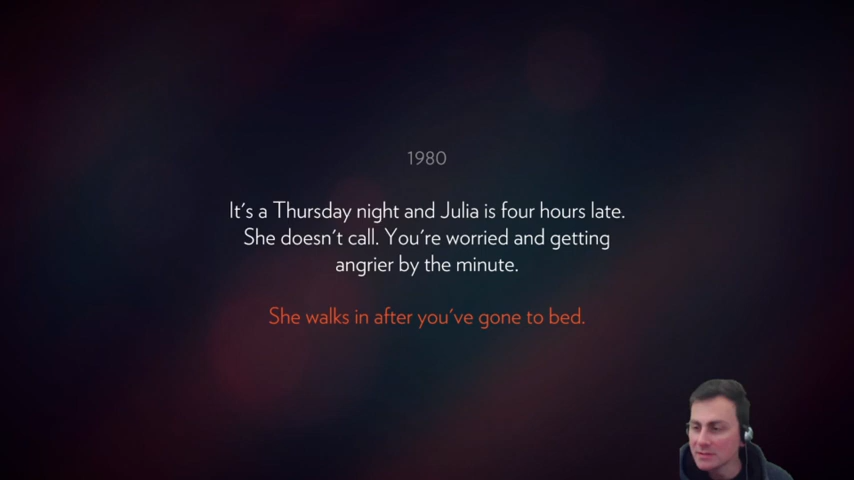 1980
It's a Thursday night and Julia is four hours late.
She doesn't call. You're worried and getting
angrier by the minute.
She walks in after you've gone to bed.